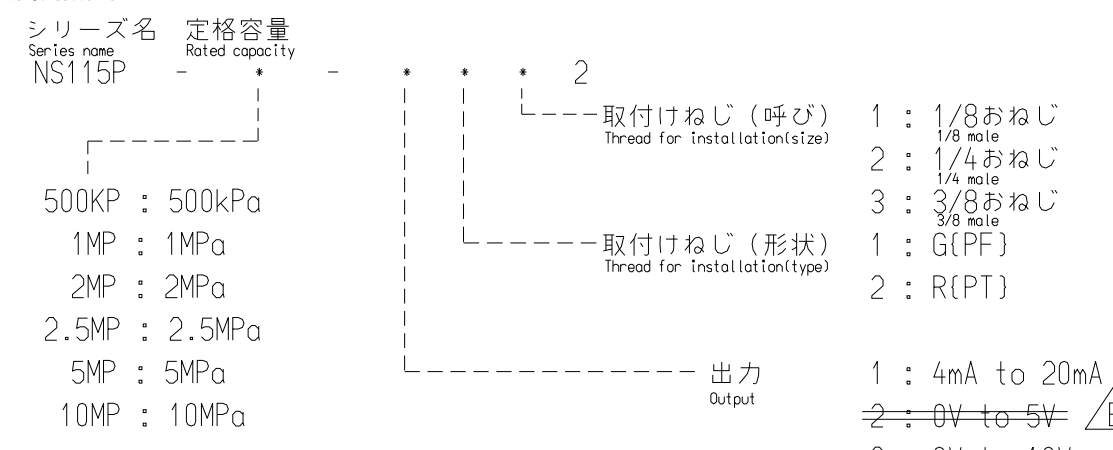 シリーズ名 定格容量
Series name Rated capacity
NS115P - * - * * * 2
取付けねじ（呼び） 1 : 1/8おねじ
Thread for installation(size) 1/8 male
2 : 1/4おねじ
1/4 male
3 : 3/8おねじ
3/8 male
取付けねじ（形状） 1 : G{PF}
Thread for installation(type)
2 : R{PT}
出力 1 : 4mA to 20mA
Output
2 : 0V to 5V
500KP : 500kPa
1MP : 1MPa
2MP : 2MPa
2.5MP : 2.5MPa
5MP : 5MPa
10MP : 10MPa